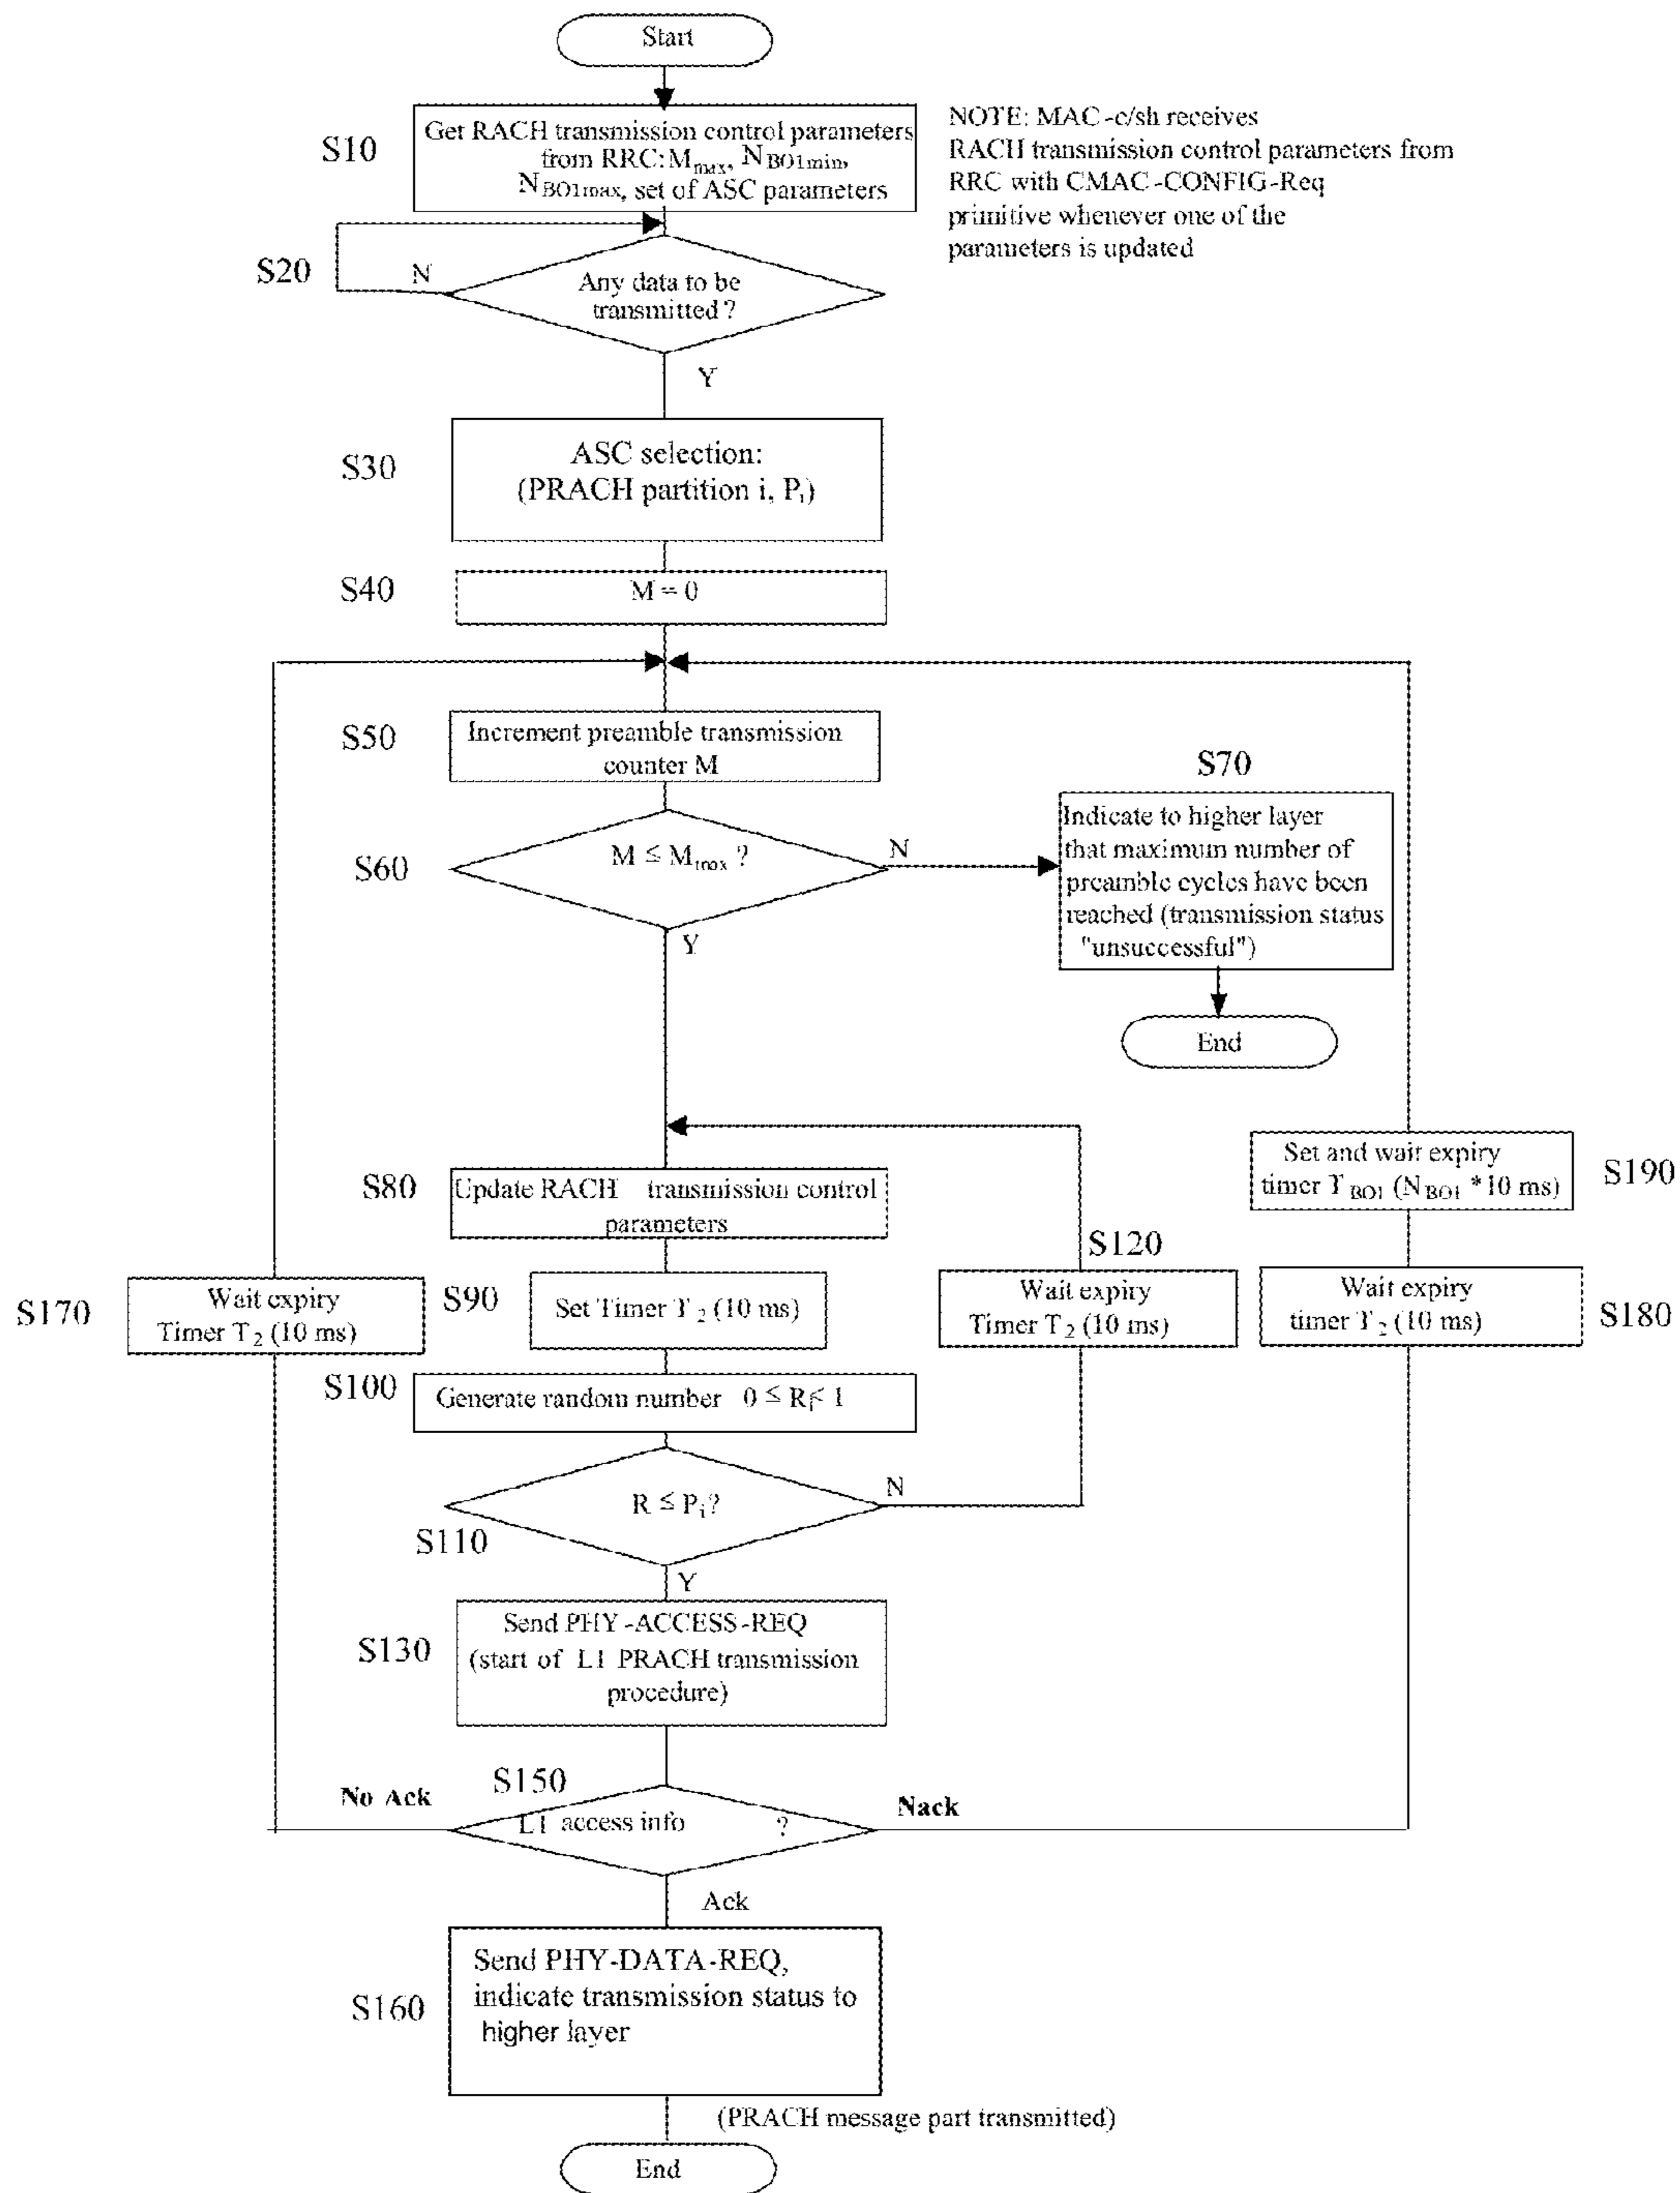 Start
S10
Get RACH transmission control parameters
from RRC: Mmax, NBO1min,
NBO1max, set of ASC parameters
NOTE: MAC-c/sh receives
RACH transmission control parameters from
RRC with CMAC-CONFIG-Req
primitive whenever one of the
parameters is updated
S20
N
Any data to be
transmitted ?
Y
S30
ASC selection:
(PRACH partition i, Pi)
S40
M = 0
S50
Increment preamble transmission
counter M
S60
M ≤ Mmax ?
N
Y
S70
Indicate to higher layer
that maximum number of
preamble cycles have been
reached (transmission status
"unsuccessful")
End
S80
Update RACH transmission control
parameters
S190
Set and wait expiry
timer TBO1 (NBO1 *10 ms)
S170
Wait expiry
Timer T2 (10 ms)
S90
Set Timer T2 (10 ms)
S120
Wait expiry
Timer T2 (10 ms)
Wait expiry
timer T2 (10 ms)
S180
S100
Generate random number 0 ≤ Ri< 1
S110
R ≤ Pi?
N
Y
S130
Send PHY-ACCESS-REQ
(start of L1 PRACH transmission
procedure)
S150
No Ack
L1 access info ?
Nack
Ack
S160
Send PHY-DATA-REQ,
indicate transmission status to
higher layer
(PRACH message part transmitted)
End